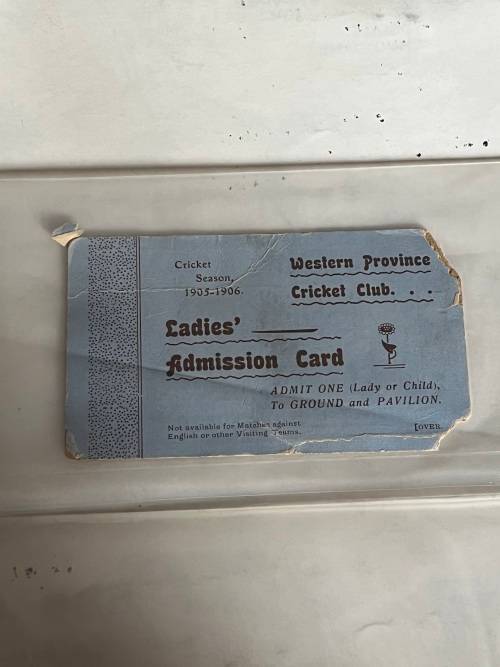 Cricket
Season,
1905-1906.
Western Province
Cricket Club. . .
Ladies'
Admission Card
ADMIT ONE (Lady or Child),
To GROUND and PAVILION.
Not available for Matches against
English or other Visiting Teams.
[OVER.